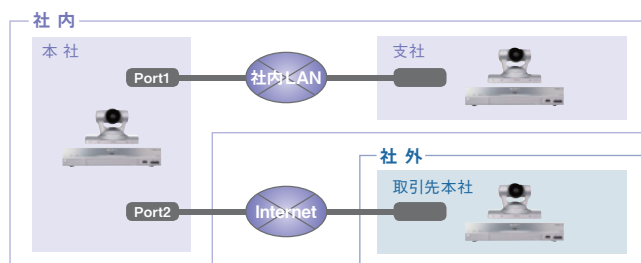 社内
本社
Port1
社内LAN
支社
社外
取引先本社
Port2
Internet